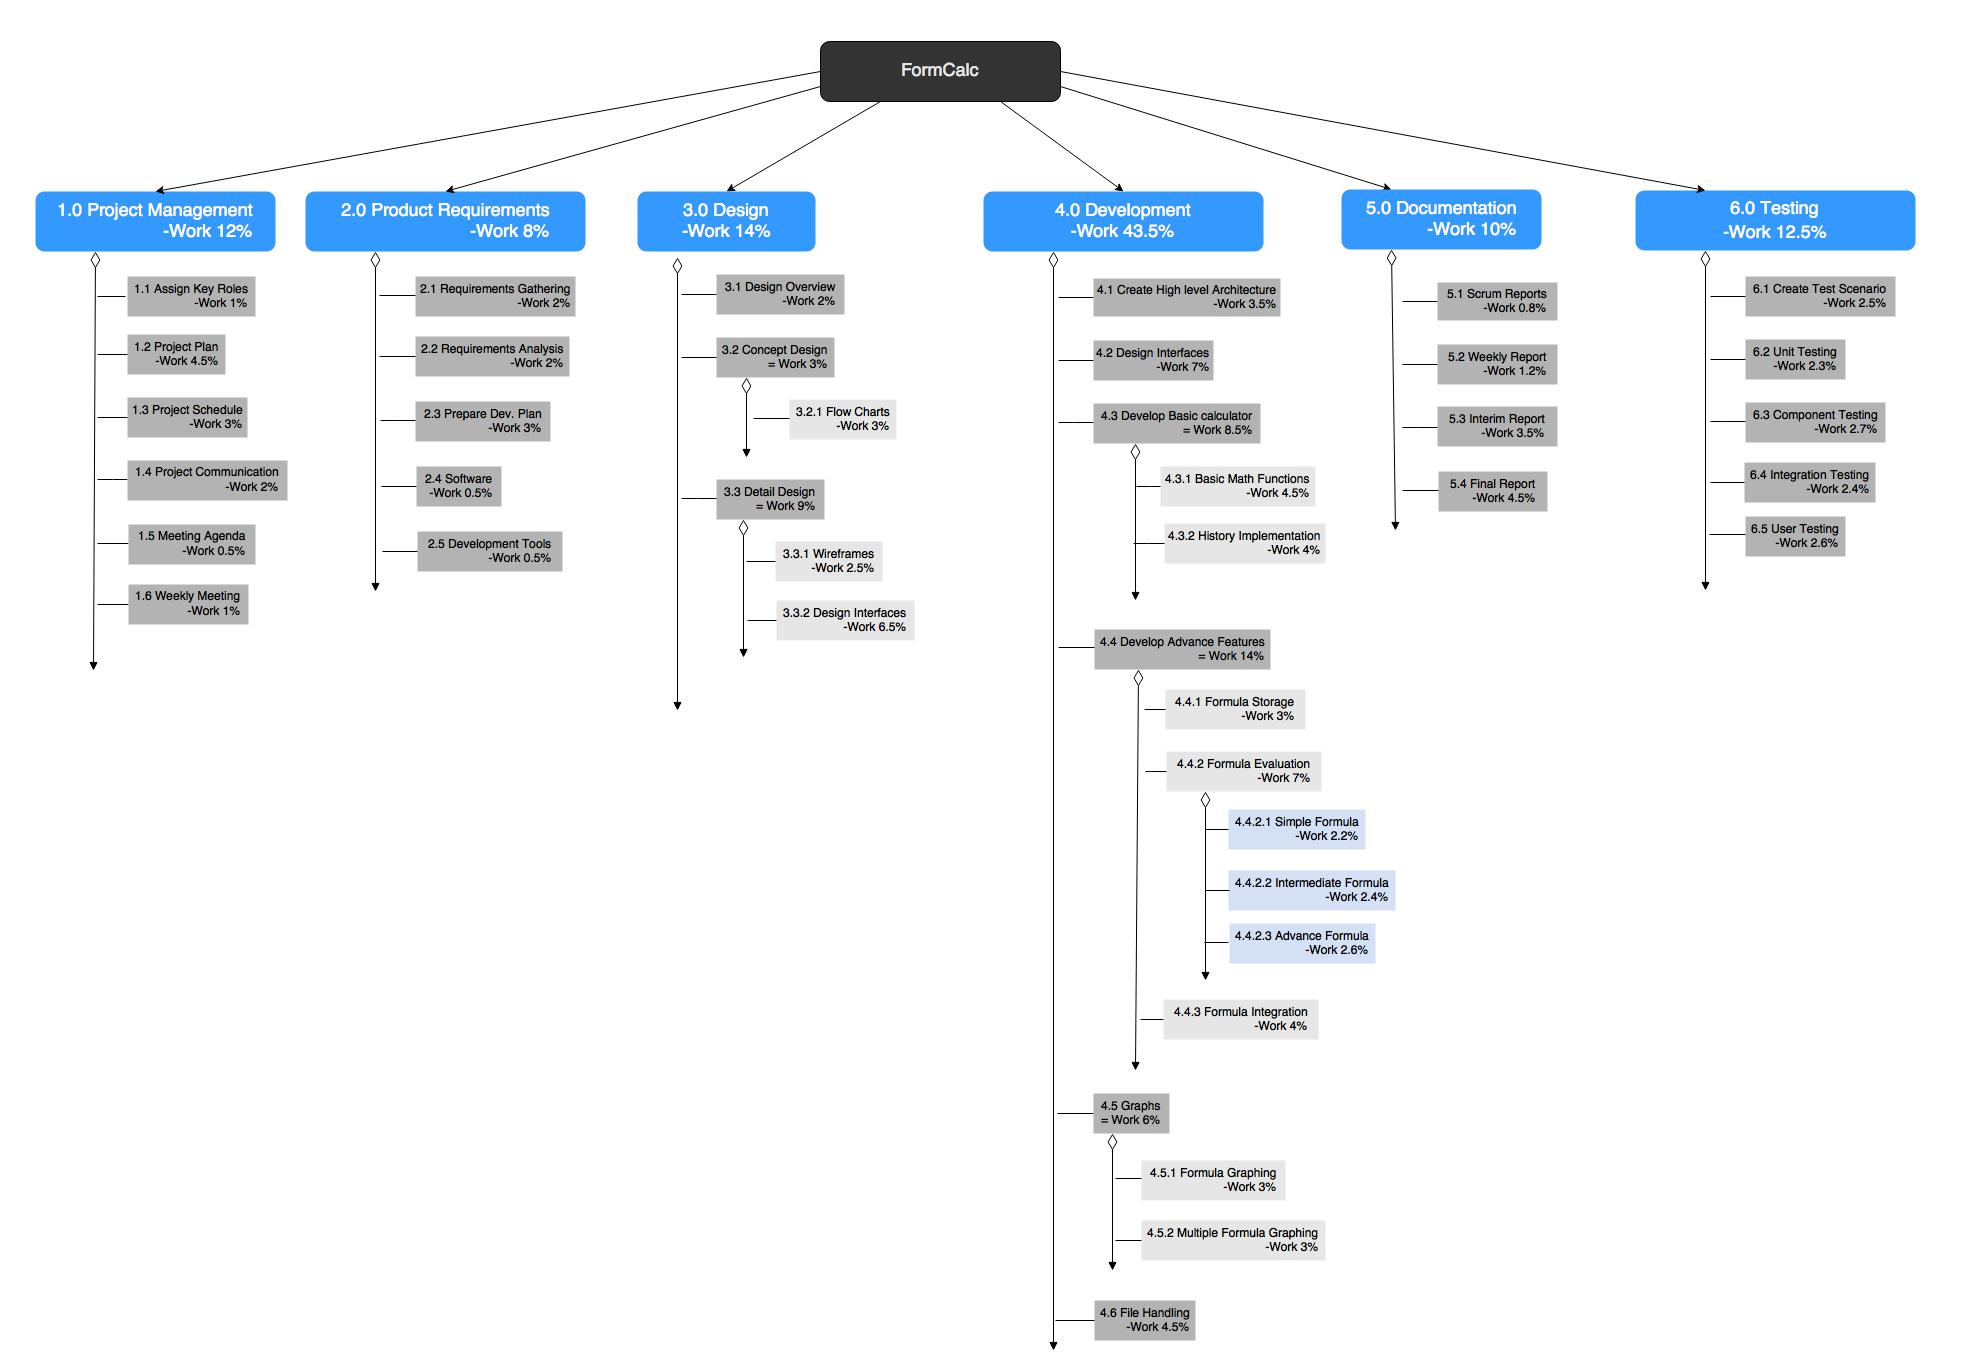 FormCalc
1.0 Project Management
-Work 12%
1.1 Assign Key Roles
-Work 1%
1.2 Project Plan
-Work 4.5%
1.3 Project Schedule
-Work 3%
1.4 Project Communication
-Work 2%
1.5 Meeting Agenda
-Work 0.5%
1.6 Weekly Meeting
-Work 1%
2.0 Product Requirements
-Work 8%
2.1 Requirements Gathering
-Work 2%
2.2 Requirements Analysis
-Work 2%
2.3 Prepare Dev. Plan
-Work 3%
2.4 Software
-Work 0.5%
2.5 Development Tools
-Work 0.5%
3.0 Design
-Work 14%
3.1 Design Overview
-Work 2%
3.2 Concept Design
= Work 3%
3.2.1 Flow Charts
-Work 3%
3.3 Detail Design
= Work 9%
3.3.1 Wireframes
-Work 2.5%
3.3.2 Design Interfaces
-Work 6.5%
4.0 Development
-Work 43.5%
4.1 Create High level Architecture
-Work 3.5%
4.2 Design Interfaces
-Work 7%
4.3 Develop Basic calculator
= Work 8.5%
4.3.1 Basic Math Functions
-Work 4.5%
4.3.2 History Implementation
-Work 4%
4.4 Develop Advance Features
= Work 14%
4.4.1 Formula Storage
-Work 3%
4.4.2 Formula Evaluation
-Work 7%
4.4.2.1 Simple Formula
-Work 2.2%
4.4.2.2 Intermediate Formula
-Work 2.4%
4.4.2.3 Advance Formula
-Work 2.6%
4.4.3 Formula Integration
-Work 4%
4.5 Graphs
= Work 6%
4.5.1 Formula Graphing
-Work 3%
4.5.2 Multiple Formula Graphing
-Work 3%
4.6 File Handling
-Work 4.5%
5.0 Documentation
-Work 10%
5.1 Scrum Reports
-Work 0.8%
5.2 Weekly Report
-Work 1.2%
5.3 Interim Report
-Work 3.5%
5.4 Final Report
-Work 4.5%
6.0 Testing
-Work 12.5%
6.1 Create Test Scenario
-Work 2.5%
6.2 Unit Testing
-Work 2.3%
6.3 Component Testing
-Work 2.7%
6.4 Integration Testing
-Work 2.4%
6.5 User Testing
-Work 2.6%